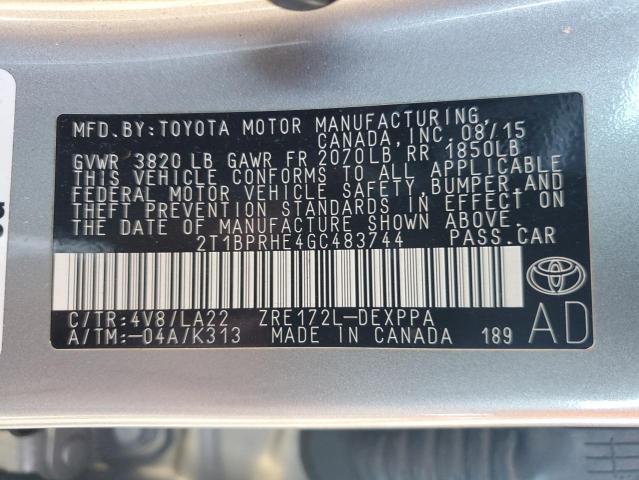 MFD.BY:TOYOTA MOTOR MANUFACTURING,
CANADA,INC. 08/15
GVWR 3820 LB GAWR FR 2070LB, RR 1850LB
THIS VEHICLE CONFORMS TO ALL APPLICABLE
FEDERAL MOTOR VEHICLE SAFETY,BUMPER,AND
THEFT PREVENTION STANDARDS IN EFFECT ON
THE DATE OF MANUFACTURE SHOWN ABOVE.
2T1BPRHE4GC483744 PASS.CAR
C/TR:4V8/LA22 ZRE172L-DEXPPA
A/TM:-04A/K313 MADE IN CANADA 189
AD